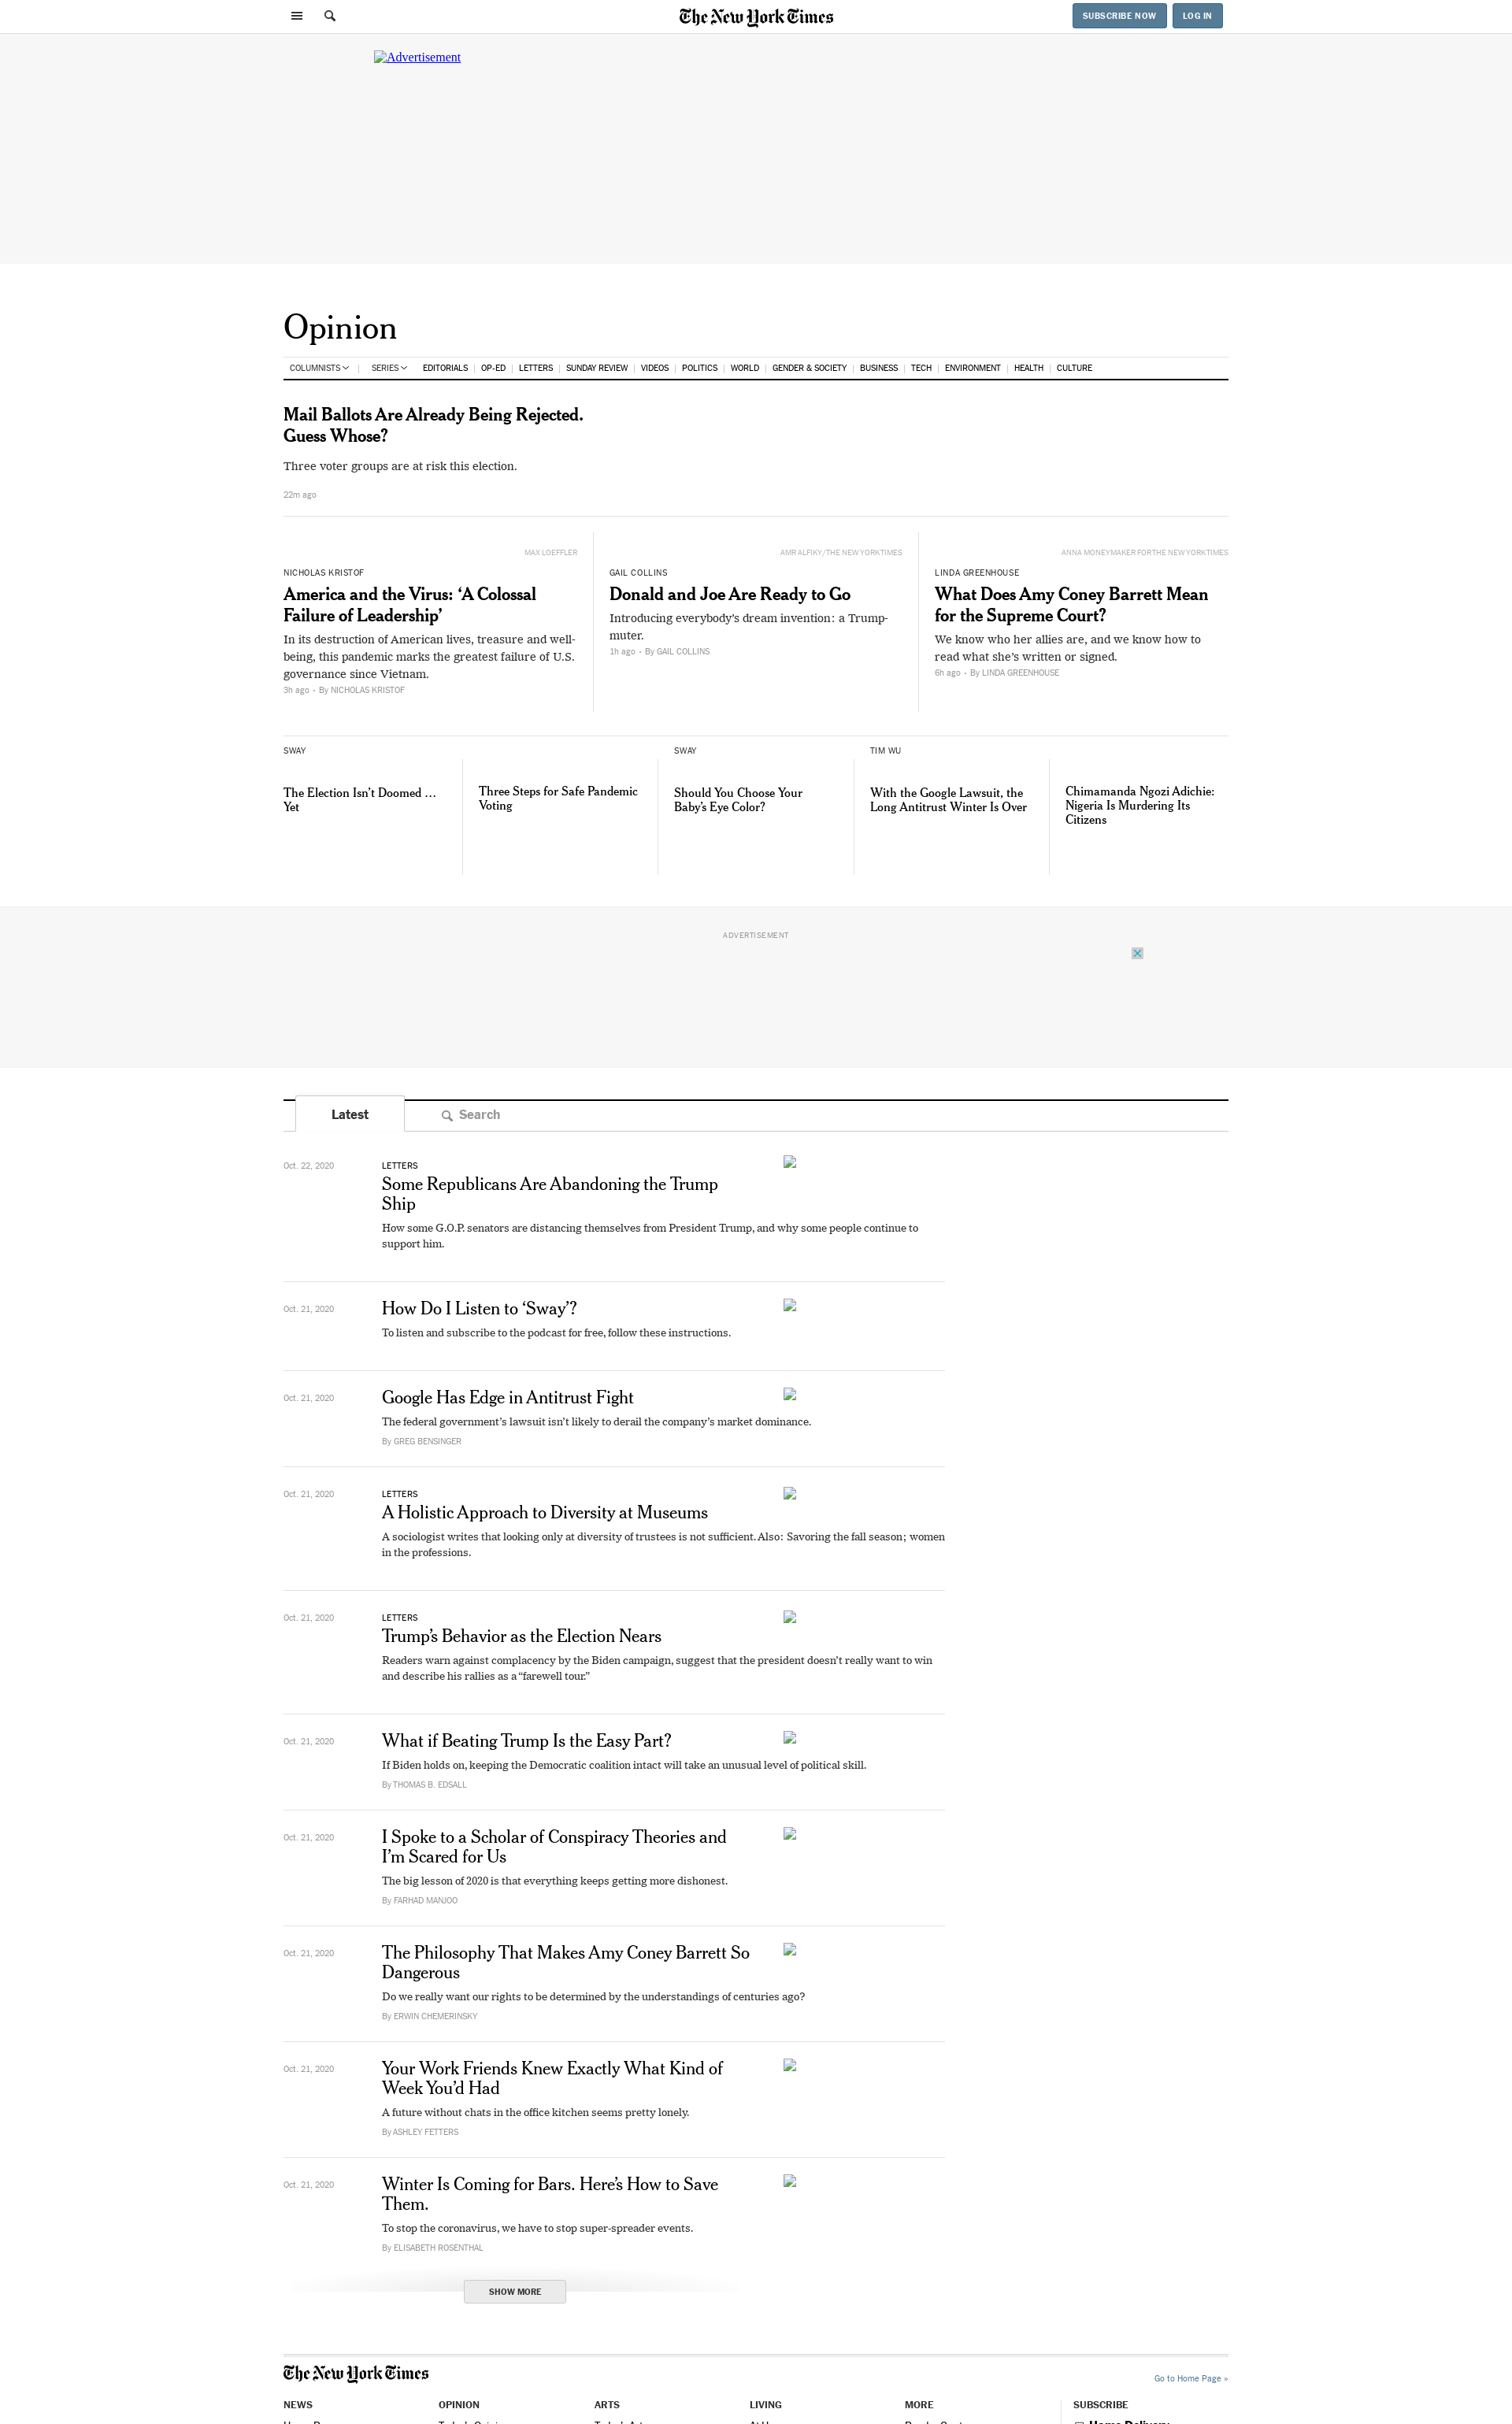 The New York Times
SUBSCRIBE NOW
LOG IN
Advertisement
Opinion
COLUMNISTS
SERIES
EDITORIALS
OP-ED
LETTERS
SUNDAY REVIEW
VIDEOS
POLITICS
WORLD
GENDER & SOCIETY
BUSINESS
TECH
ENVIRONMENT
HEALTH
CULTURE
Mail Ballots Are Already Being Rejected.
Guess Whose?
Three voter groups are at risk this election.
22m ago
MAX LOEFFLER
NICHOLAS KRISTOF
America and the Virus: ‘A Colossal
Failure of Leadership’
In its destruction of American lives, treasure and well-
being, this pandemic marks the greatest failure of U.S.
governance since Vietnam.
3h ago • By NICHOLAS KRISTOF
AMR ALFIKY/THE NEW YORK TIMES
GAIL COLLINS
Donald and Joe Are Ready to Go
Introducing everybody’s dream invention: a Trump-
muter.
1h ago • By GAIL COLLINS
ANNA MONEYMAKER FOR THE NEW YORK TIMES
LINDA GREENHOUSE
What Does Amy Coney Barrett Mean
for the Supreme Court?
We know who her allies are, and we know how to
read what she’s written or signed.
6h ago • By LINDA GREENHOUSE
SWAY
The Election Isn’t Doomed …
Yet
Three Steps for Safe Pandemic
Voting
SWAY
Should You Choose Your
Baby’s Eye Color?
TIM WU
With the Google Lawsuit, the
Long Antitrust Winter Is Over
Chimamanda Ngozi Adichie:
Nigeria Is Murdering Its
Citizens
ADVERTISEMENT
Latest
Search
Oct. 22, 2020
LETTERS
Some Republicans Are Abandoning the Trump
Ship
How some G.O.P. senators are distancing themselves from President Trump, and why some people continue to
support him.
Oct. 21, 2020
How Do I Listen to ‘Sway’?
To listen and subscribe to the podcast for free, follow these instructions.
Oct. 21, 2020
Google Has Edge in Antitrust Fight
The federal government’s lawsuit isn’t likely to derail the company’s market dominance.
By GREG BENSINGER
Oct. 21, 2020
LETTERS
A Holistic Approach to Diversity at Museums
A sociologist writes that looking only at diversity of trustees is not sufficient. Also: Savoring the fall season; women
in the professions.
Oct. 21, 2020
LETTERS
Trump’s Behavior as the Election Nears
Readers warn against complacency by the Biden campaign, suggest that the president doesn’t really want to win
and describe his rallies as a “farewell tour.”
Oct. 21, 2020
What if Beating Trump Is the Easy Part?
If Biden holds on, keeping the Democratic coalition intact will take an unusual level of political skill.
By THOMAS B. EDSALL
Oct. 21, 2020
I Spoke to a Scholar of Conspiracy Theories and
I’m Scared for Us
The big lesson of 2020 is that everything keeps getting more dishonest.
By FARHAD MANJOO
Oct. 21, 2020
The Philosophy That Makes Amy Coney Barrett So
Dangerous
Do we really want our rights to be determined by the understandings of centuries ago?
By ERWIN CHEMERINSKY
Oct. 21, 2020
Your Work Friends Knew Exactly What Kind of
Week You’d Had
A future without chats in the office kitchen seems pretty lonely.
By ASHLEY FETTERS
Oct. 21, 2020
Winter Is Coming for Bars. Here’s How to Save
Them.
To stop the coronavirus, we have to stop super-spreader events.
By ELISABETH ROSENTHAL
SHOW MORE
The New York Times
Go to Home Page »
NEWS
OPINION
ARTS
LIVING
MORE
SUBSCRIBE
Home Delivery